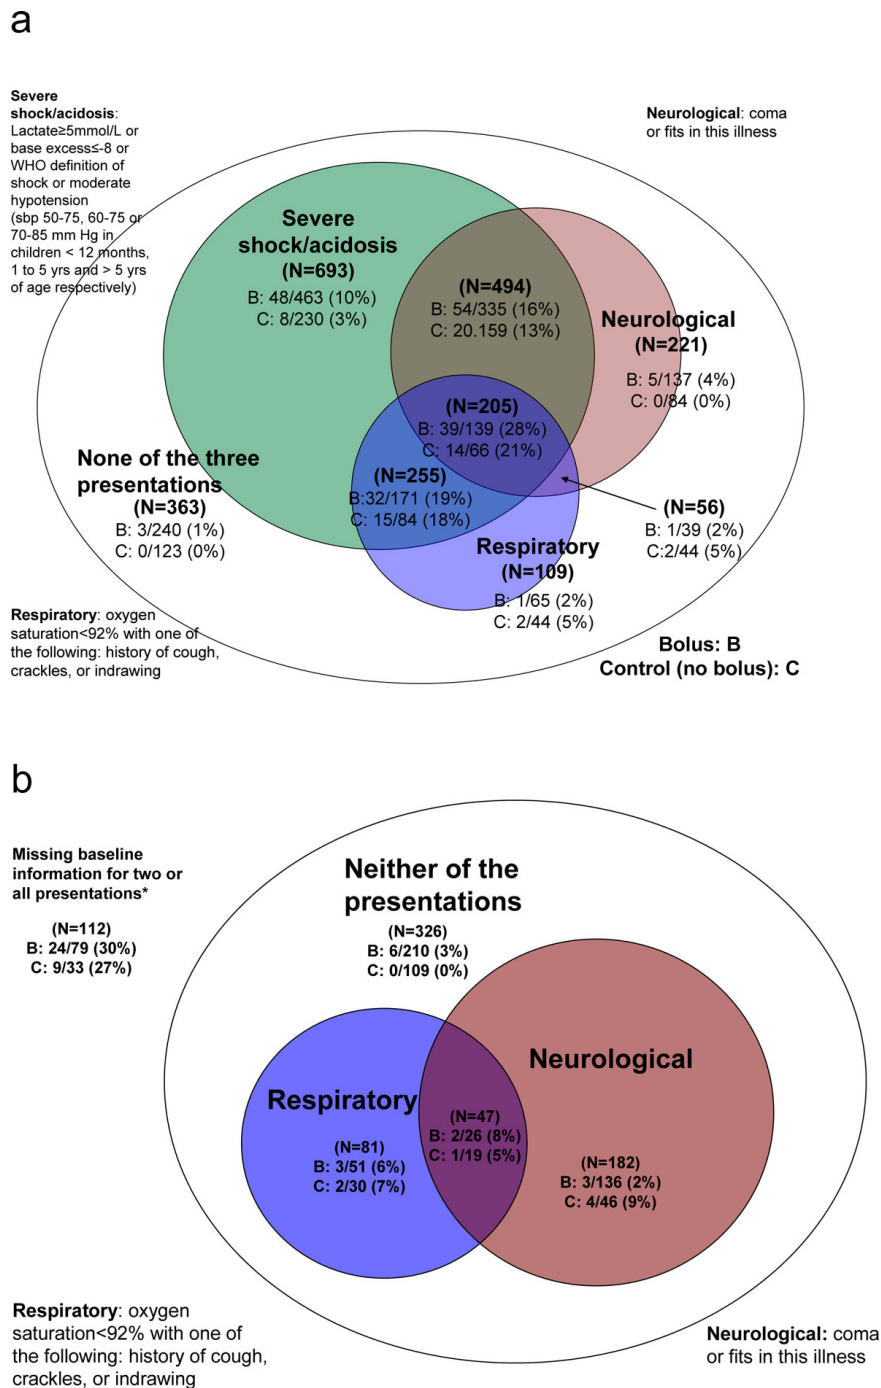 a
Severe
shock/acidosis:
Lactate≥5mmol/L or
base excess≤-8 or
WHO definition of
shock or moderate
hypotension
(sbp 50-75, 60-75 or
70-85 mm Hg in
children < 12 months,
1 to 5 yrs and > 5 yrs
of age respectively)
Neurological: coma
or fits in this illness
Severe
shock/acidosis
(N=693)
B: 48/463 (10%)
C: 8/230 (3%)
(N=494)
B: 54/335 (16%)
C: 20.159 (13%)
Neurological
(N=221)
B: 5/137 (4%)
C: 0/84 (0%)
(N=205)
B: 39/139 (28%)
C: 14/66 (21%)
None of the three
presentations
(N=363)
B: 3/240 (1%)
C: 0/123 (0%)
(N=255)
B:32/171 (19%)
C: 15/84 (18%)
(N=56)
B: 1/39 (2%)
C:2/44 (5%)
Respiratory
(N=109)
B: 1/65 (2%)
C: 2/44 (5%)
Respiratory: oxygen
saturation<92% with one of
the following: history of cough,
crackles, or indrawing
Bolus: B
Control (no bolus): C
b
Missing baseline
information for two or
all presentations*
(N=112)
B: 24/79 (30%)
C: 9/33 (27%)
Neither of the
presentations
(N=326)
B: 6/210 (3%)
C: 0/109 (0%)
Neurological
Respiratory
(N=47)
B: 2/26 (8%)
C: 1/19 (5%)
(N=81)
B: 3/51 (6%)
C: 2/30 (7%)
(N=182)
B: 3/136 (2%)
C: 4/46 (9%)
Respiratory: oxygen
saturation<92% with one of
the following: history of cough,
crackles, or indrawing
Neurological: coma
or fits in this illness